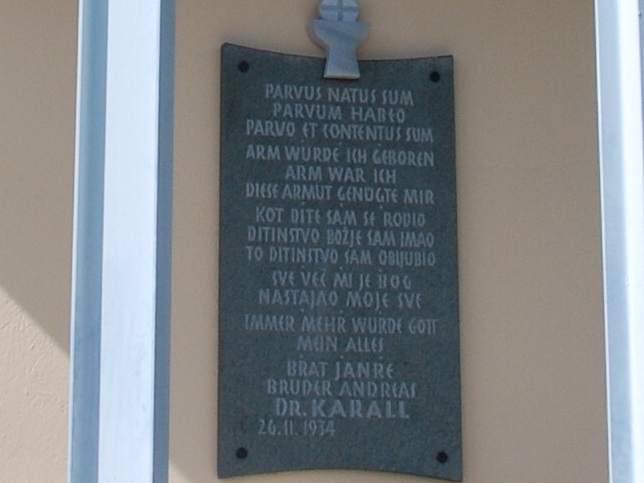 PARVUS NATUS SUM
PARVUM HABEO
PARVO ET CONTENTUS SUM
ARM WURDE ICH GEBOREN
ARM WAR ICH
DIESE ARMUT GENÜGTE MIR
KOT DITE SAM SE RODIO
DITINSTVO BOŽJE SAM IMAO
TO DITINSTVO SAM OBLJUBIO
SVE VEĆ MI JE BOG
NASTAJAO MOJE SVE
IMMER MEHR WURDE GOTT
MEIN ALLES
BRAT JANRE
BRUDER ANDREAS
DR. KARALL
26.11.1934